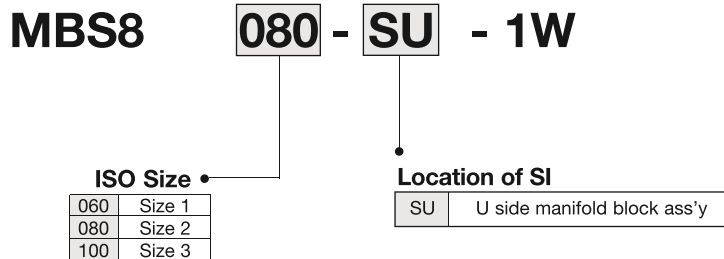 MBS8 080 - SU - 1W
ISO Size
060 Size 1
080 Size 2
100 Size 3
Location of SI
SU U side manifold block ass'y